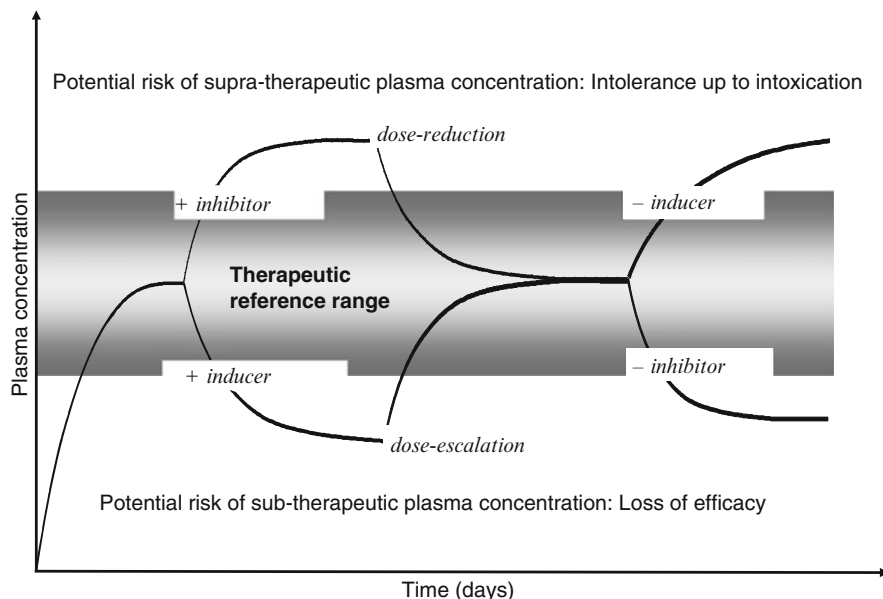 Potential risk of supra-therapeutic plasma concentration: Intolerance up to intoxication
dose-reduction
+ inhibitor
– inducer
Therapeutic
reference range
Plasma concentration
+ inducer
– inhibitor
dose-escalation
Potential risk of sub-therapeutic plasma concentration: Loss of efficacy
Time (days)